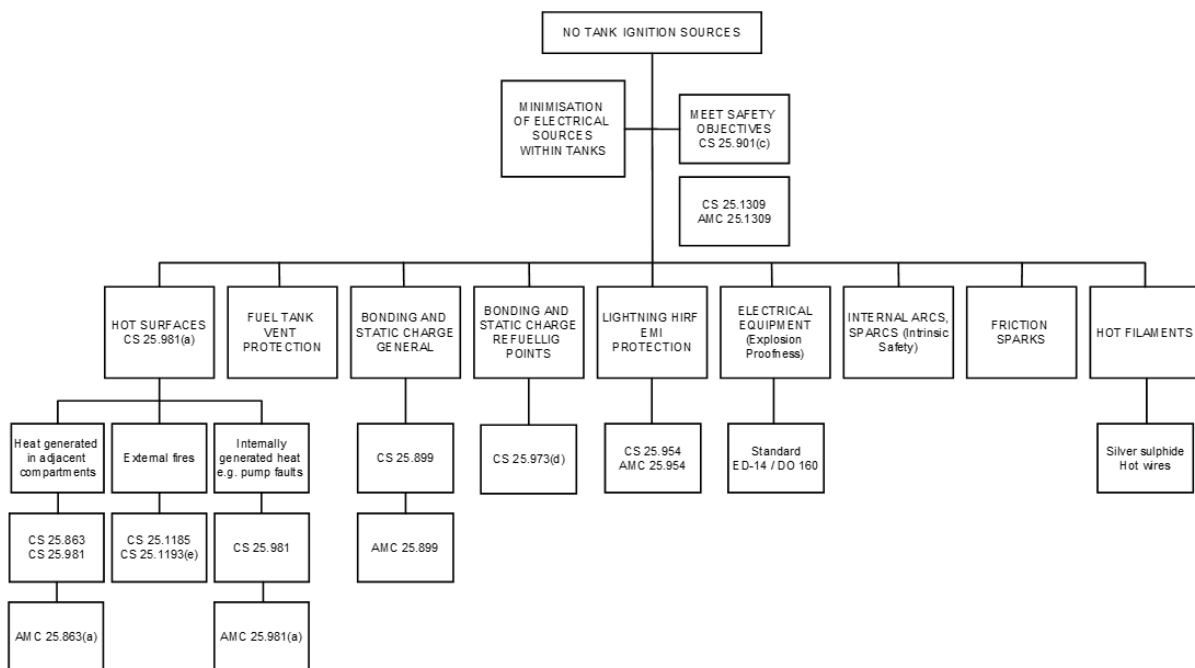 NO TANK IGNITION SOURCES
MINIMISATION
OF ELECTRICAL
SOURCES
WITHIN TANKS
MEET SAFETY
OBJECTIVES
CS 25.901(c)
CS 25.1309
AMC 25.1309
HOT SURFACES
CS 25.981(a)
FUEL TANK
VENT
PROTECTION
BONDING AND
STATIC CHARGE
GENERAL
BONDING AND
STATIC CHARGE
REFUELLIG
POINTS
LIGHTNING HIRF
EMI
PROTECTION
ELECTRICAL
EQUIPMENT
(Explosion
Proofness)
INTERNAL ARCS,
SPARCS (Intrinsic
Safety)
FRICTION
SPARKS
HOT FILAMENTS
Heat generated
in adjacent
compartments
External fires
Internally
generated heat
e.g. pump faults
CS 25.899
CS 25.973(d)
CS 25.954
AMC 25.954
Standard
ED-14 / DO 160
Silver sulphide
Hot wires
CS 25.863
CS 25.981
CS 25.1185
CS 25.1193(e)
CS 25.981
AMC 25.899
AMC 25.863(a)
AMC 25.981(a)